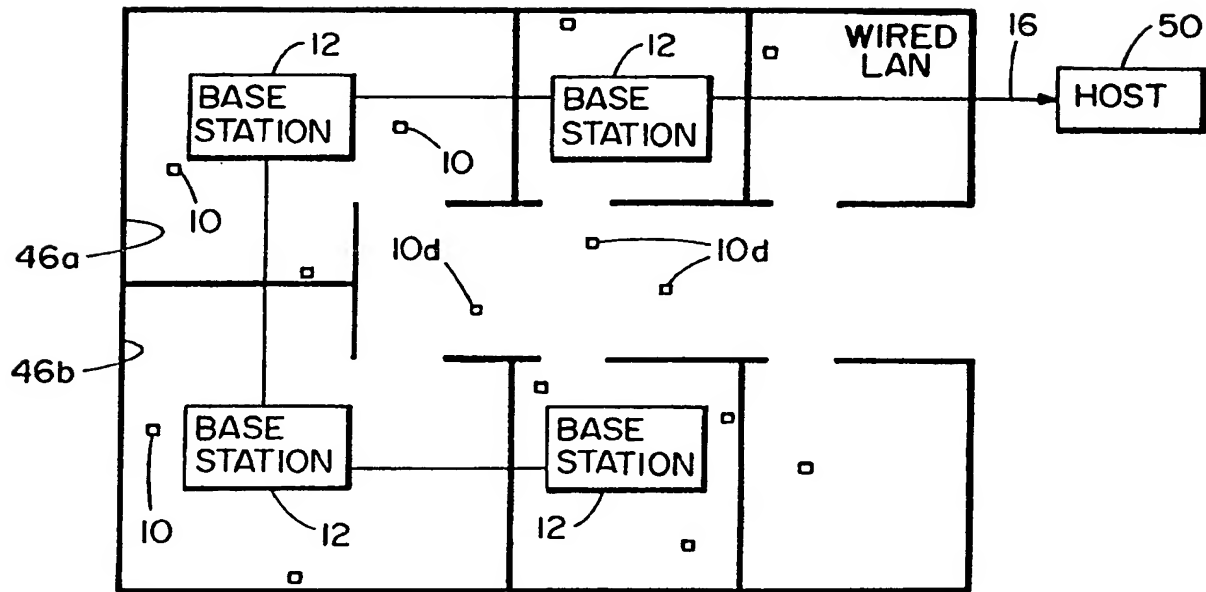 12
12
WIRED
LAN
16
50
BASE
STATION
BASE
STATION
HOST
10
10
46a
10d
10d
46b
BASE
STATION
BASE
STATION
10
12
12